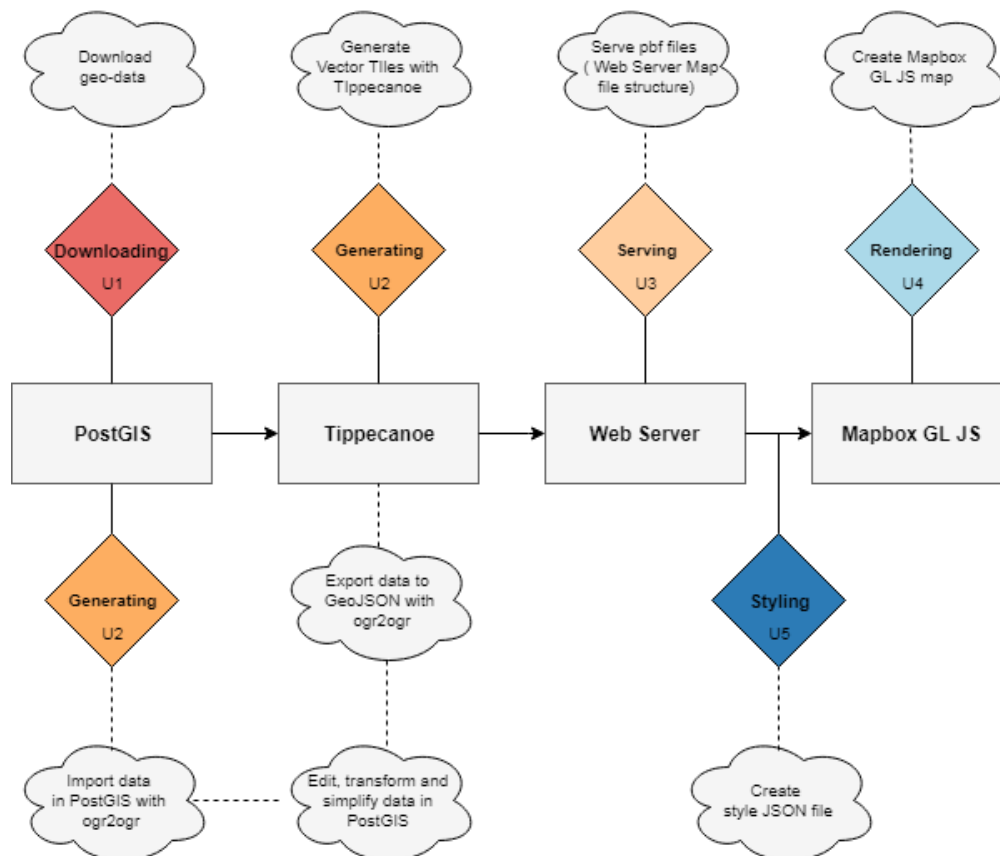 Download
geo-data
Generate
Vector TIles with
TIppecanoe
Serve pbf files
( Web Server Map
file structure)
Create Mapbox
GL JS map
Downloading
U1
Generating
U2
Serving
U3
Rendering
U4
PostGIS
Tippecanoe
Web Server
Mapbox GL JS
Generating
U2
Export data to
GeoJSON with
ogr2ogr
Styling
U5
Import data
in PostGIS with
ogr2ogr
Edit, transform and
simplify data in
PostGIS
Create
style JSON file